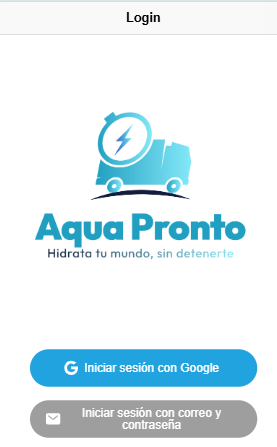 Login
Aqua Pronto
Hidrata tu mundo, sin detenerte
Iniciar sesión con Google
Iniciar sesión con correo y
contraseña